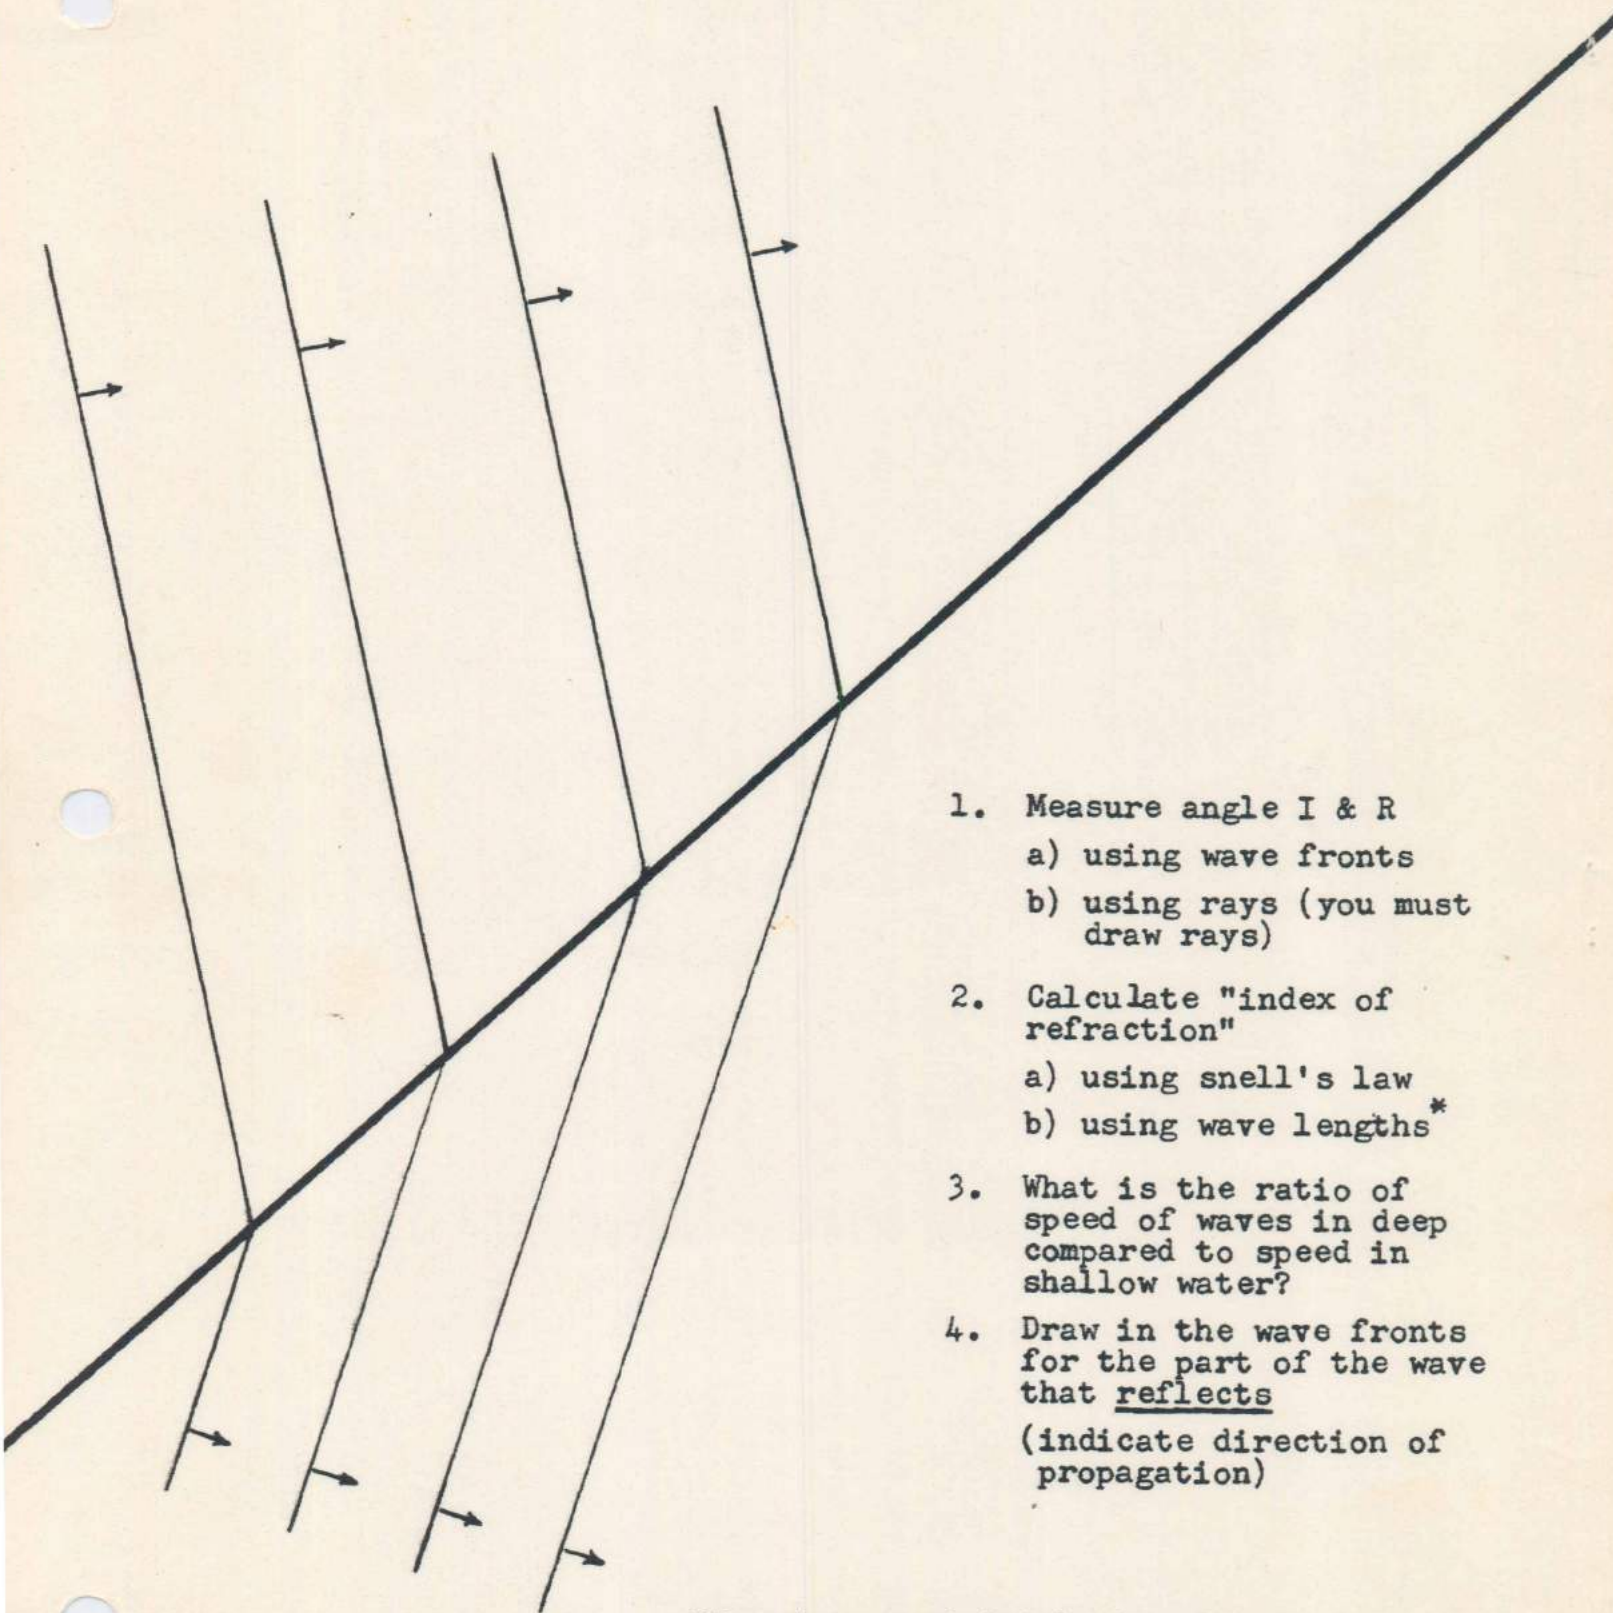 1. Measure angle I & R
a) using wave fronts
b) using rays (you must
draw rays)
2. Calculate "index of
refraction"
a) using snell's law
b) using wave lengths*
3. What is the ratio of
speed of waves in deep
compared to speed in
shallow water?
4. Draw in the wave fronts
for the part of the wave
that reflects
(indicate direction of
propagation)